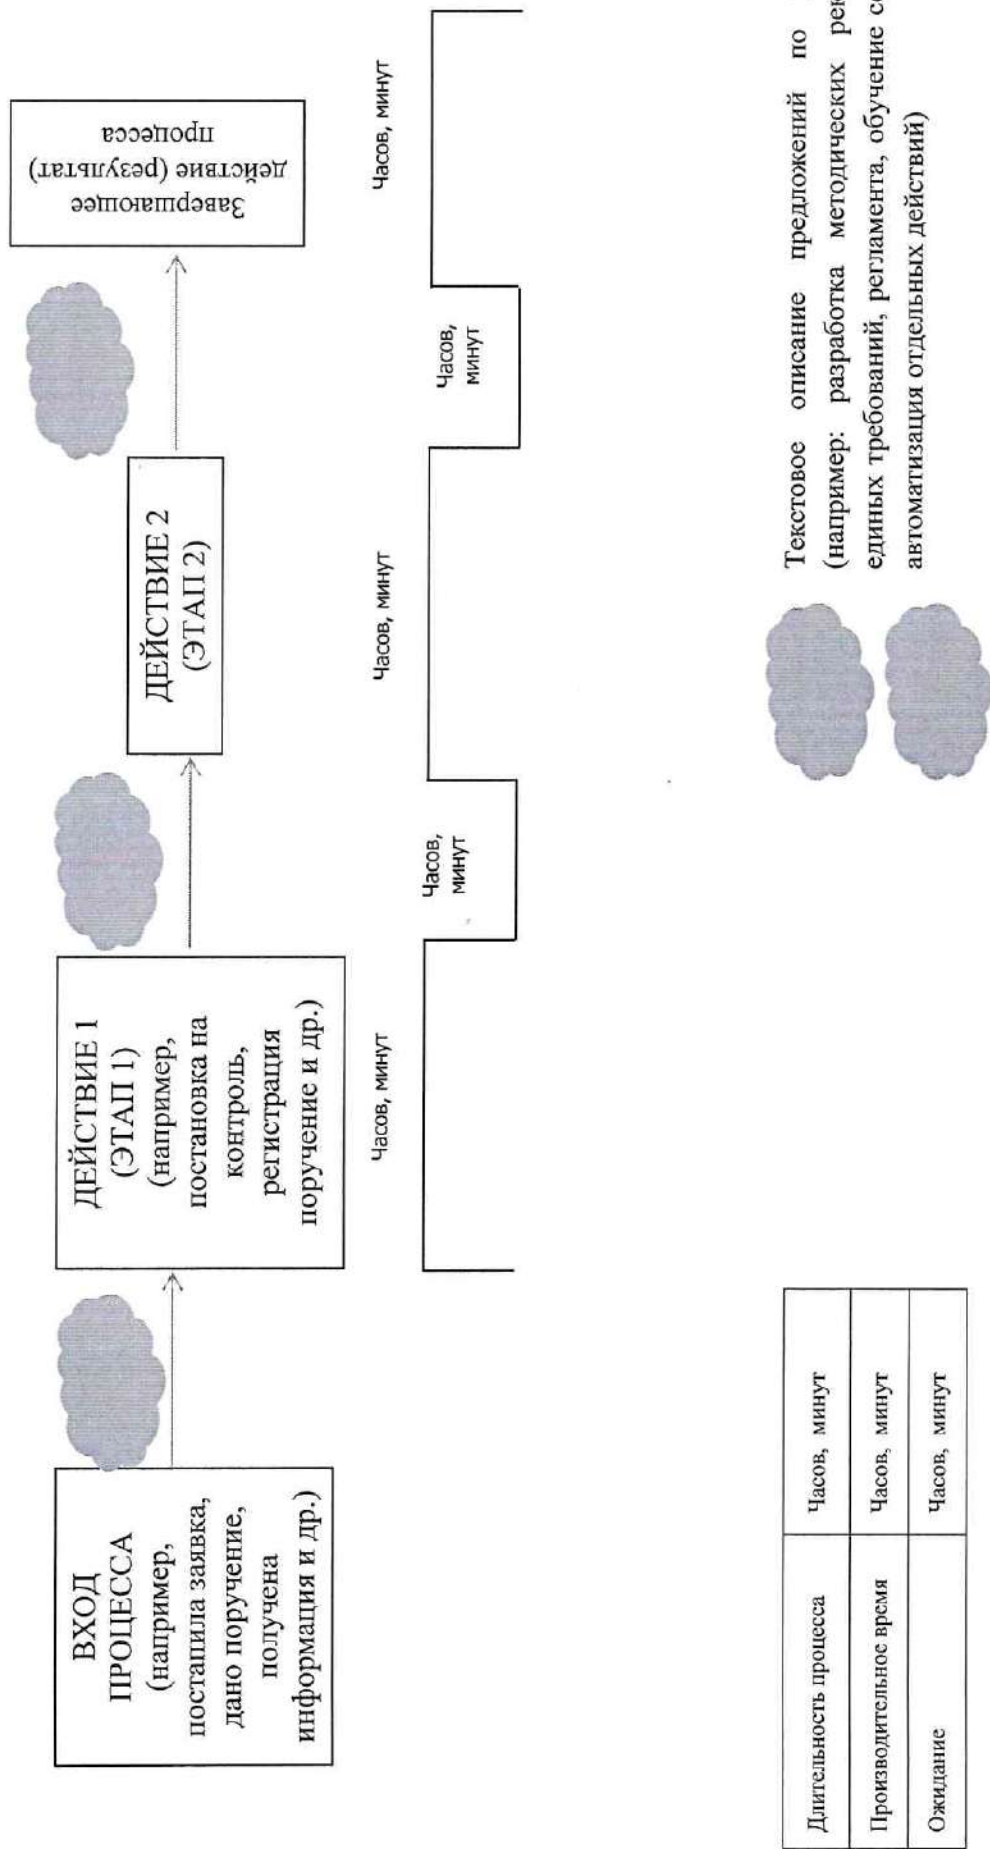 ВХОД
ПРОЦЕССА
(например,
поставила заявка,
дано поручение,
получена
информация и др.)
ДЕЙСТВИЕ 1
(ЭТАП 1)
(например,
постановка на
контроль,
регистрация
поручение и др.)
ДЕЙСТВИЕ 2
(ЭТАП 2)
Завершающее
действие (результат)
процесса
Часов, минут
Часов,
минут
Часов, минут
Часов,
минут
Часов, минут
Длительность процесса Часов, минут
Производительное время Часов, минут
Ожидание Часов, минут
Текстовое описание предложений по
(например: разработка методических
единых требований, регламента, обучение
автоматизация отдельных действий)